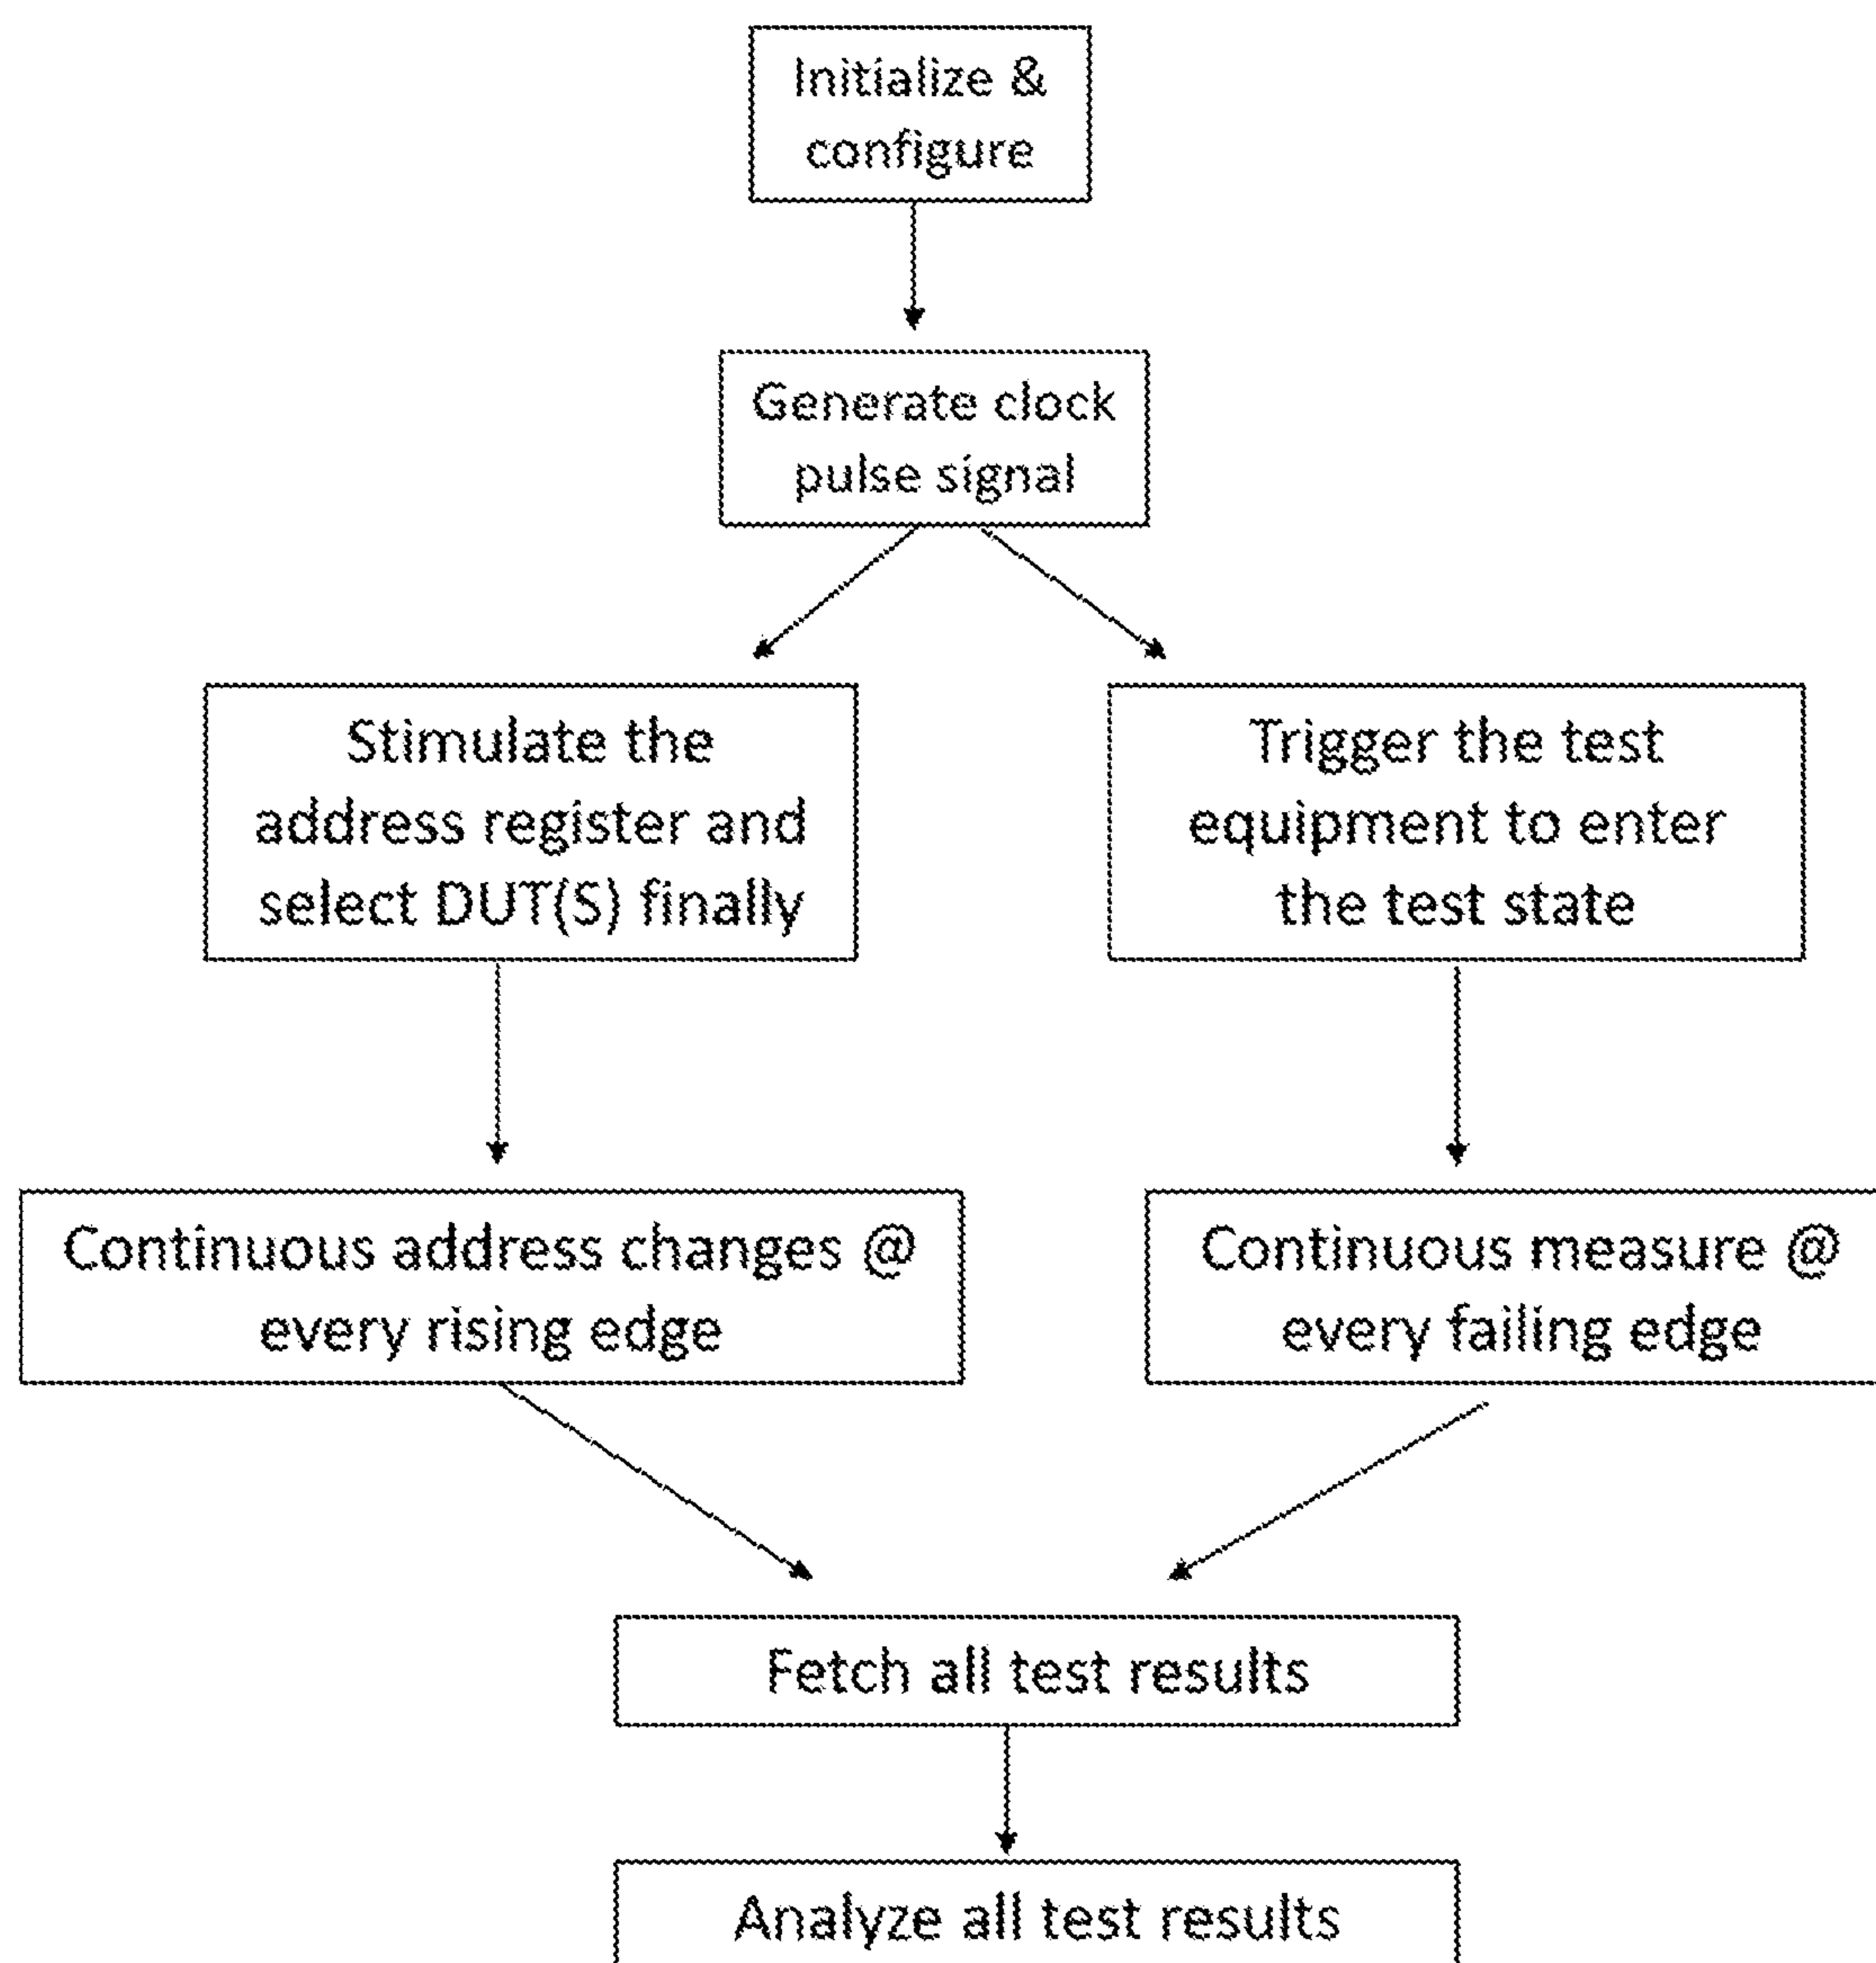 Initialize &
configure
Generate clock
pulse signal
Stimulate the
address register and
select DUT(S) finally
Trigger the test
equipment to enter
the test state
Continuous address changes @
every rising edge
Continuous measure @
every failing edge
Fetch all test results
Analyze all test results